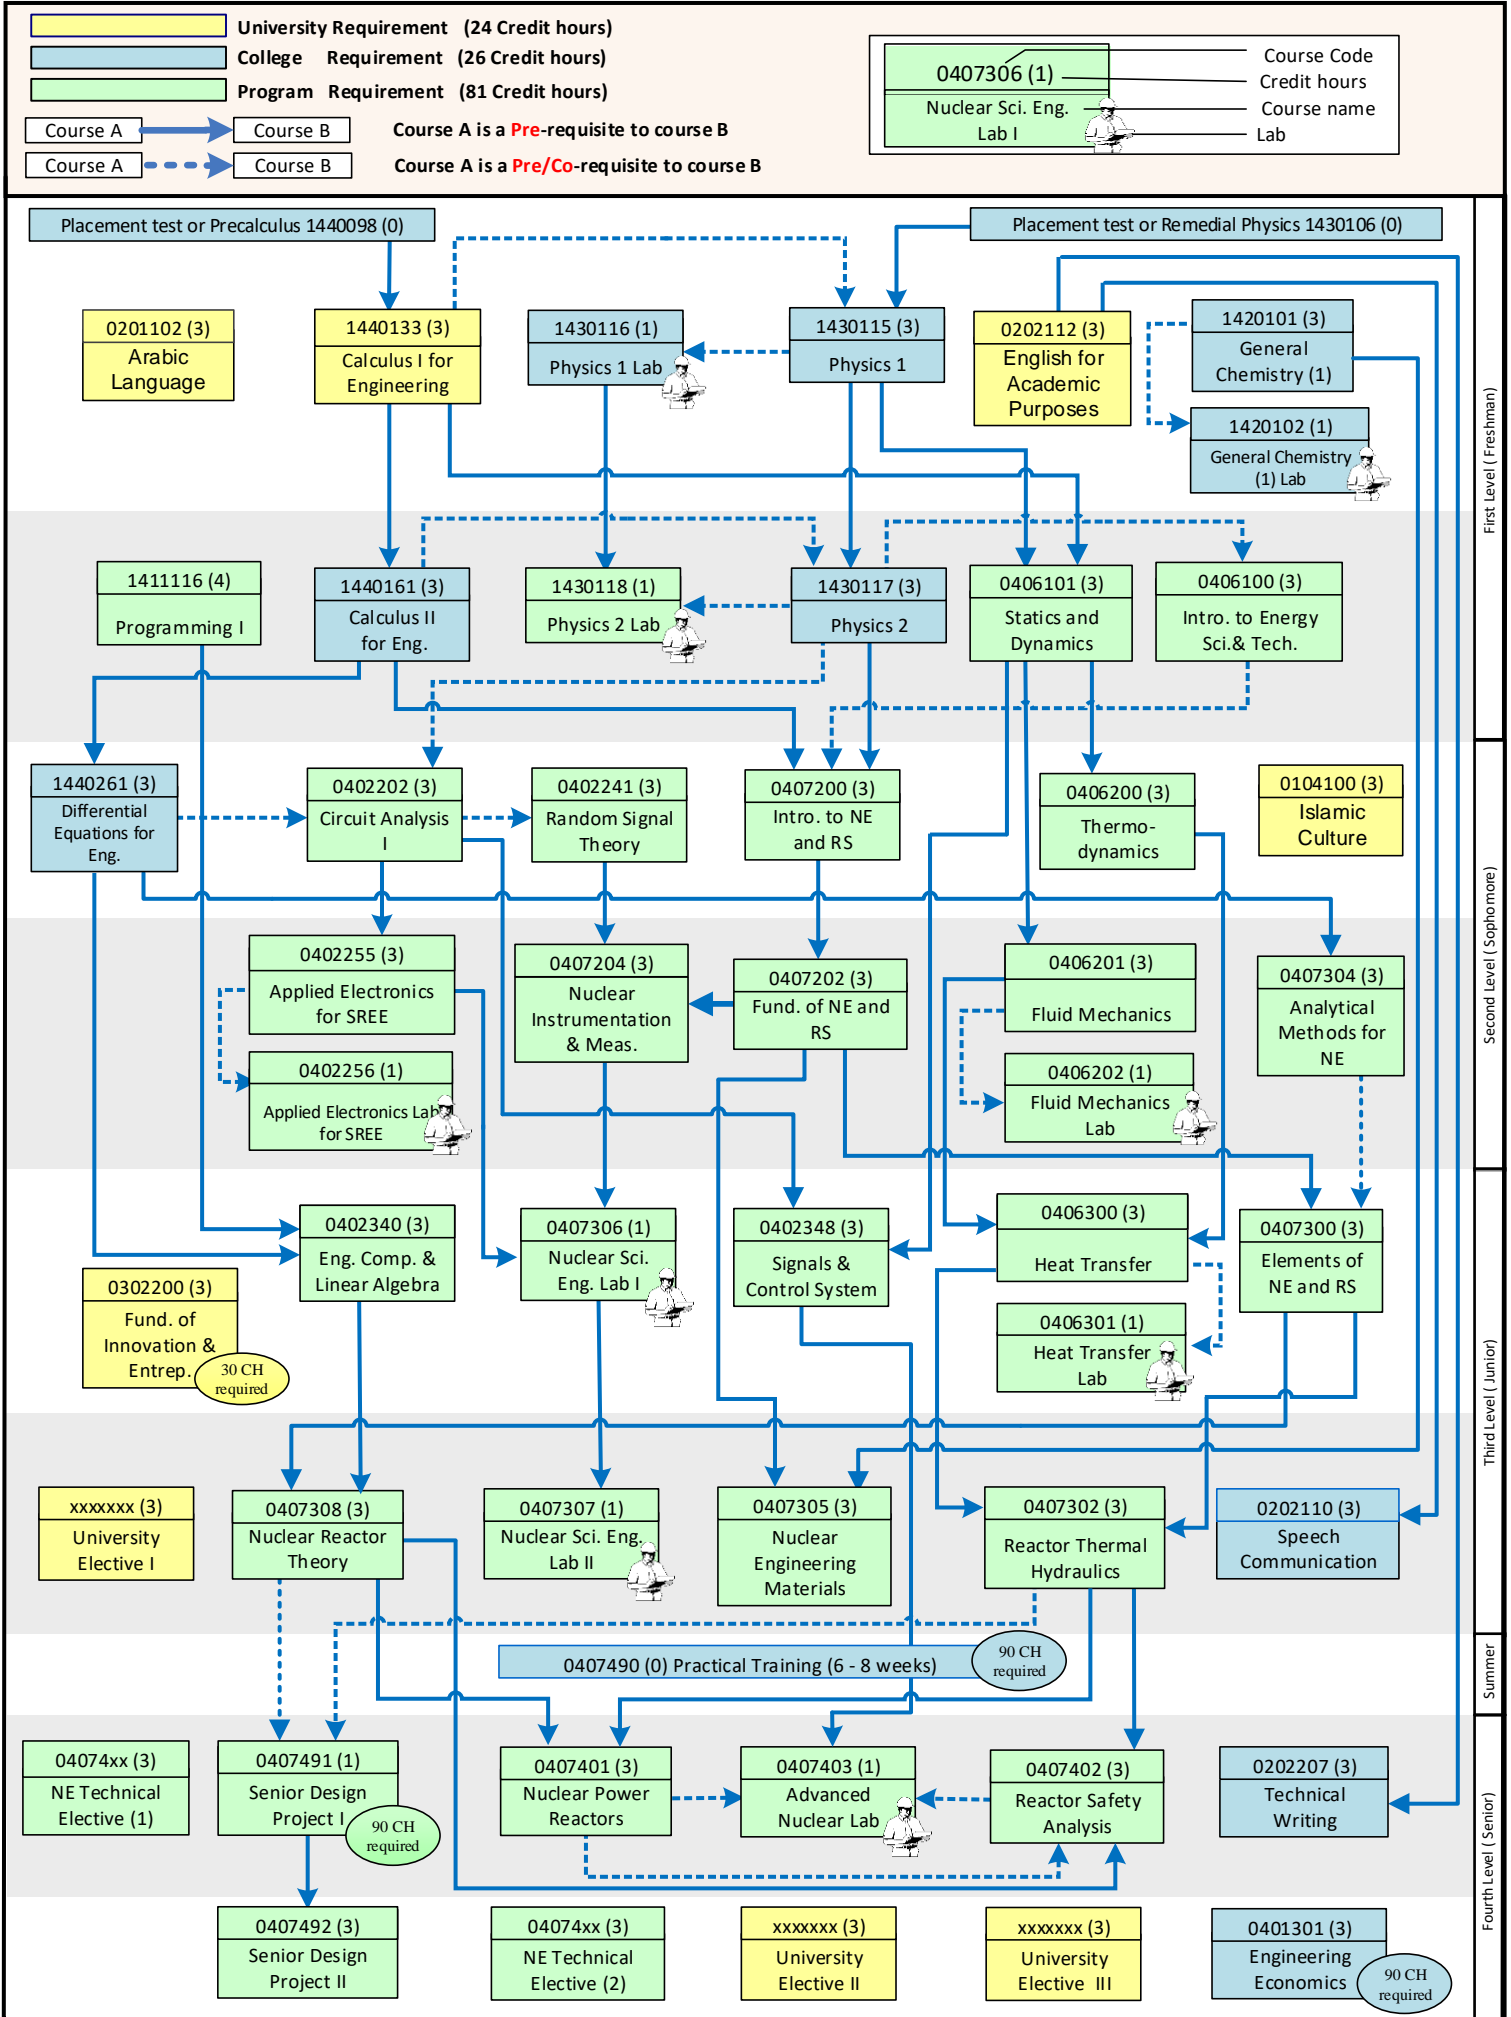 University Requirement (24 Credit hours)
College Requirement (26 Credit hours)
Program Requirement (81 Credit hours)
Course A
Course B
Course A is a Pre-requisite to course B
Course A
Course B
Course A is a Pre/Co-requisite to course B
0407306 (1)
Nuclear Sci. Eng.
Lab I
Course Code
Credit hours
Course name
Lab
Placement test or Precalculus 1440098 (0)
Placement test or Remedial Physics 1430106 (0)
First Level ( Freshman)
0201102 (3)
Arabic
Language
1440133 (3)
Calculus I for
Engineering
1430116 (1)
Physics 1 Lab
1430115 (3)
Physics 1
0202112 (3)
English for
Academic
Purposes
1420101 (3)
General
Chemistry (1)
1420102 (1)
General Chemistry
(1) Lab
1411116 (4)
Programming I
1440161 (3)
Calculus II
for Eng.
1430118 (1)
Physics 2 Lab
1430117 (3)
Physics 2
0406101 (3)
Statics and
Dynamics
0406100 (3)
Intro. to Energy
Sci.& Tech.
Second Level ( Sophomore)
1440261 (3)
Differential
Equations for
Eng.
0402202 (3)
Circuit Analysis
I
0402241 (3)
Random Signal
Theory
0407200 (3)
Intro. to NE
and RS
0406200 (3)
Thermo-
dynamics
0104100 (3)
Islamic
Culture
0402255 (3)
Applied Electronics
for SREE
0402256 (1)
Applied Electronics Lab
for SREE
0407204 (3)
Nuclear
Instrumentation
& Meas.
0407202 (3)
Fund. of NE and
RS
0406201 (3)
Fluid Mechanics
0406202 (1)
Fluid Mechanics
Lab
0407304 (3)
Analytical
Methods for
NE
Third Level ( Junior)
0402340 (3)
Eng. Comp. &
Linear Algebra
0302200 (3)
Fund. of
Innovation &
Entrep.
30 CH
required
0407306 (1)
Nuclear Sci.
Eng. Lab I
0402348 (3)
Signals &
Control System
0406300 (3)
Heat Transfer
0406301 (1)
Heat Transfer
Lab
0407300 (3)
Elements of
NE and RS
xxxxxxx (3)
University
Elective I
0407308 (3)
Nuclear Reactor
Theory
0407307 (1)
Nuclear Sci. Eng.
Lab II
0407305 (3)
Nuclear
Engineering
Materials
0407302 (3)
Reactor Thermal
Hydraulics
0202110 (3)
Speech
Communication
Summer
0407490 (0) Practical Training (6 - 8 weeks)
90 CH
required
Fourth Level ( Senior)
04074xx (3)
NE Technical
Elective (1)
0407491 (1)
Senior Design
Project I
90 CH
required
0407401 (3)
Nuclear Power
Reactors
0407403 (1)
Advanced
Nuclear Lab
0407402 (3)
Reactor Safety
Analysis
0202207 (3)
Technical
Writing
0407492 (3)
Senior Design
Project II
04074xx (3)
NE Technical
Elective (2)
xxxxxxx (3)
University
Elective II
xxxxxxx (3)
University
Elective III
0401301 (3)
Engineering
Economics
90 CH
required